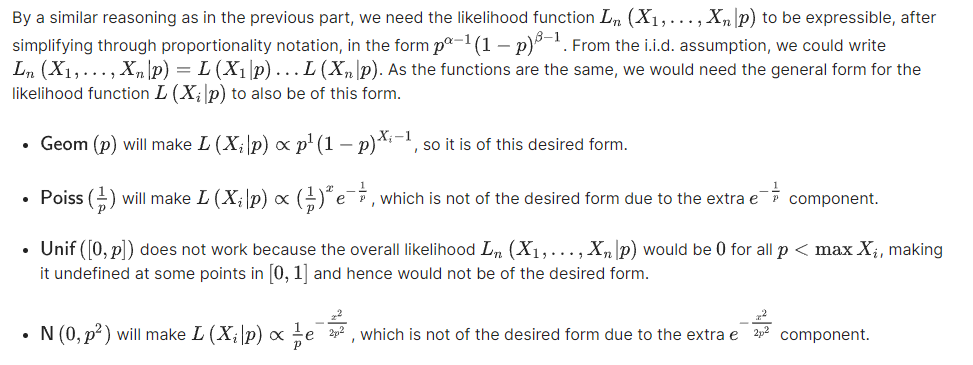 By a similar reasoning as in the previous part, we need the likelihood function $L_n(X_1, \ldots, X_n|p)$ to be expressible, after
simplifying through proportionality notation, in the form $p^{\alpha-1}(1-p)^{\beta-1}$. From the i.i.d. assumption, we could write
$L_n(X_1, \ldots, X_n|p) = L(X_1|p) \ldots L(X_n|p)$. As the functions are the same, we would need the general form for the
likelihood function $L(X_i|p)$ to also be of this form.
• Geom $(p)$ will make $L(X_i|p) \propto p^1(1-p)^{X_i-1}$, so it is of this desired form.
• Poiss $(\frac{1}{p})$ will make $L(X_i|p) \propto (\frac{1}{p})^x e^{-\frac{1}{p}}$, which is not of the desired form due to the extra $e^{-\frac{1}{p}}$ component.
• Unif $([0, p])$ does not work because the overall likelihood $L_n(X_1, \ldots, X_n|p)$ would be $0$ for all $p < \max X_i$, making
it undefined at some points in $[0, 1]$ and hence would not be of the desired form.
• N $(0, p^2)$ will make $L(X_i|p) \propto \frac{1}{p} e^{-\frac{x^2}{2p^2}}$, which is not of the desired form due to the extra $e^{-\frac{x^2}{2p^2}}$ component.